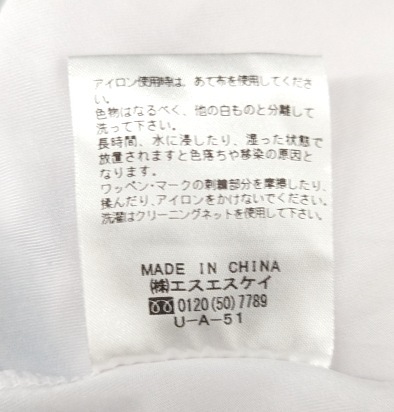 アイロン使用時は、あて布を使用してくださ
い。
色物はなるべく、他の白ものと分離して
洗って下さい。
長時間、水に浸したり、湿った状態で
放置されますと色落ちや移染の原因と
なります。
ワッペン・マークの刺繍部分を摩擦したり、
揉んだり、アイロンをかけないでください。
洗濯はクリーニングネットを使用して下さい。
MADE IN CHINA
㈱エスエスケイ
0120(50)7789
U-A-51